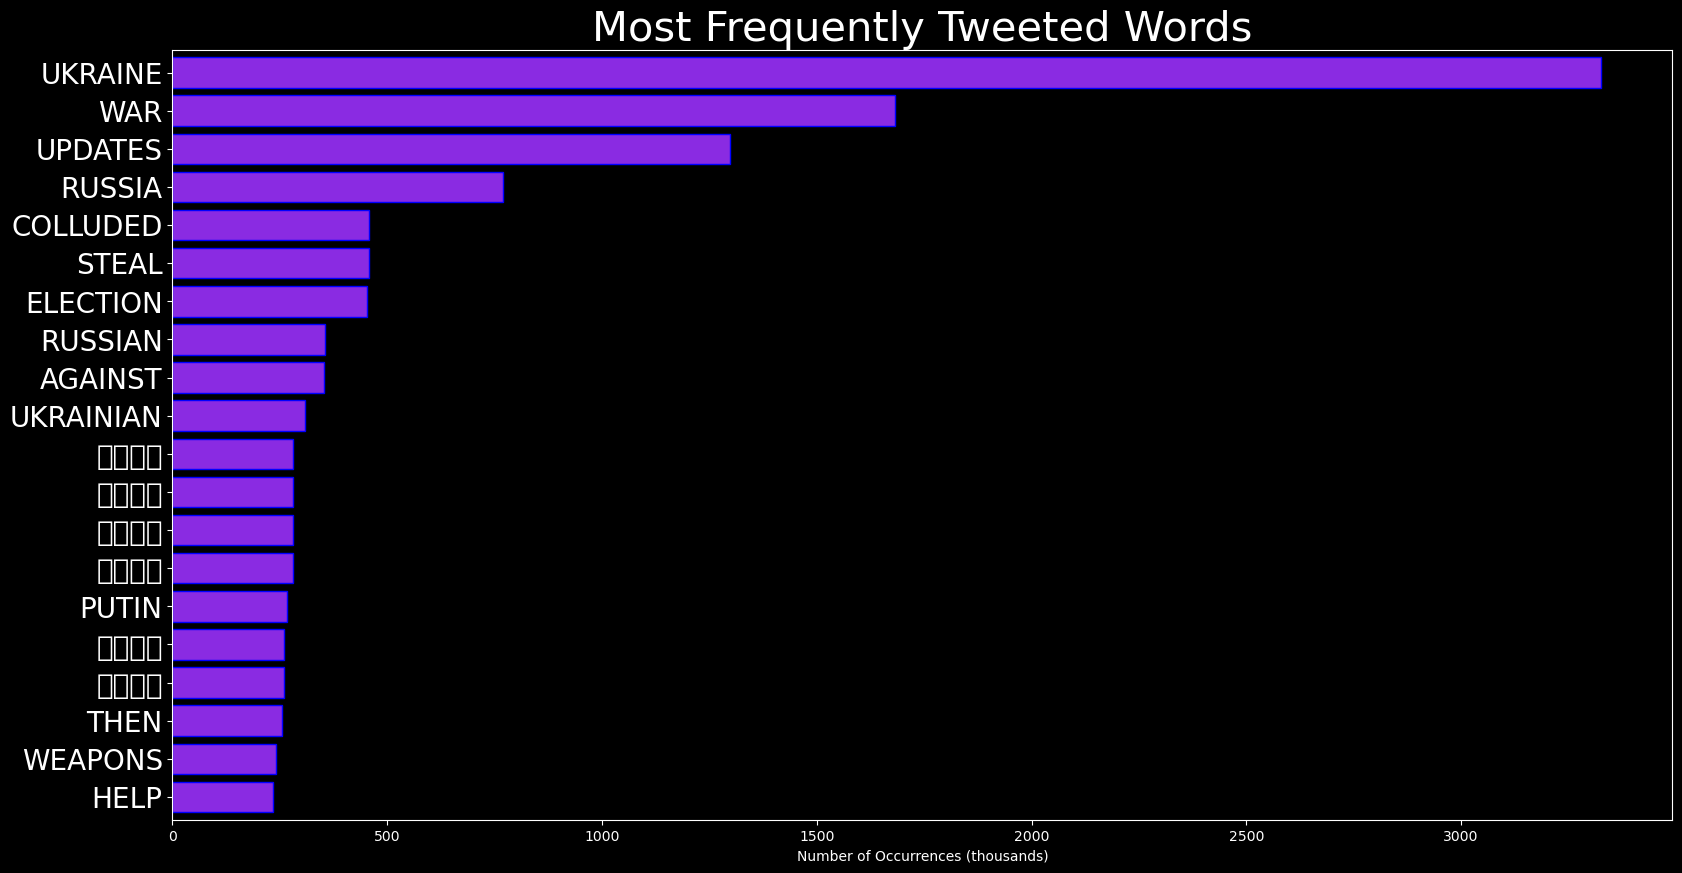 Most Frequently Tweeted Words
UKRAINE
WAR
UPDATES
RUSSIA
COLLUDED
STEAL
ELECTION
RUSSIAN
AGAINST
UKRAINIAN
PUTIN
THEN
WEAPONS
HELP
0 500 1000 1500 2000 2500 3000
Number of Occurrences (thousands)